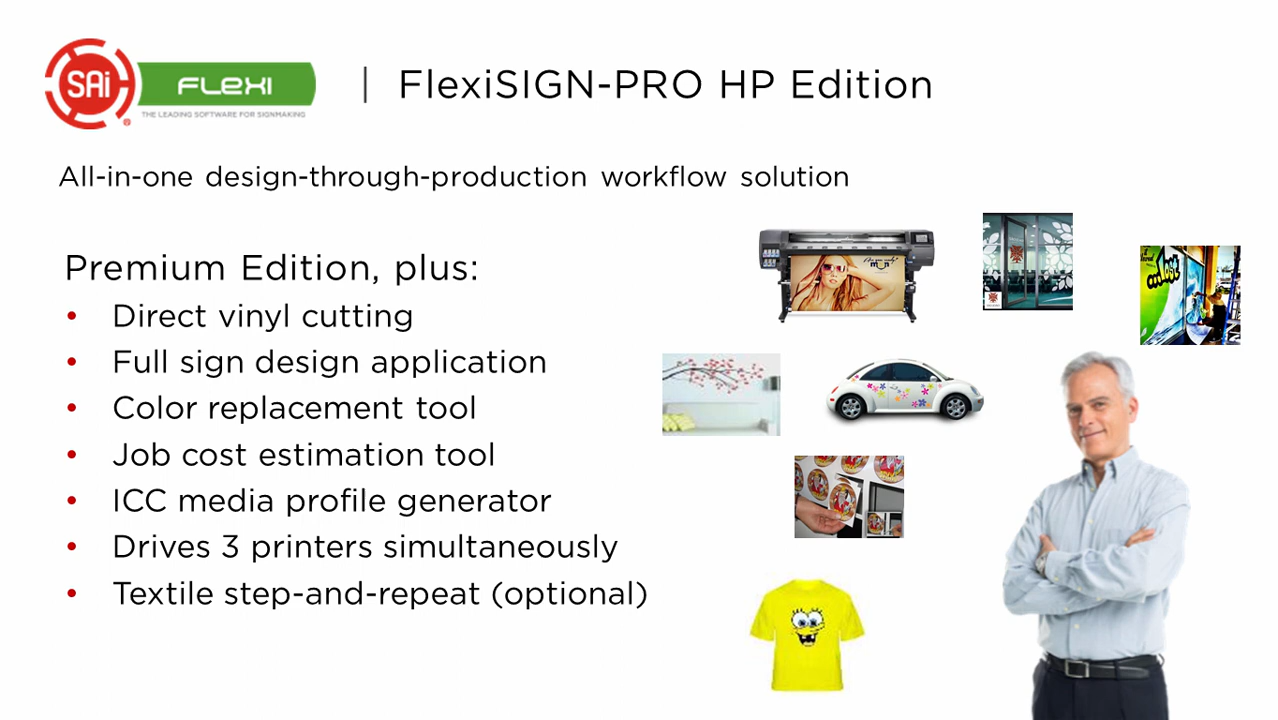 SAi FLEXI | FlexiSIGN-PRO HP Edition
®
THE LEADING SOFTWARE FOR SIGNMAKING
All-in-one design-through-production workflow solution
Premium Edition, plus:
• Direct vinyl cutting
• Full sign design application
• Color replacement tool
• Job cost estimation tool
• ICC media profile generator
• Drives 3 printers simultaneously
• Textile step-and-repeat (optional)